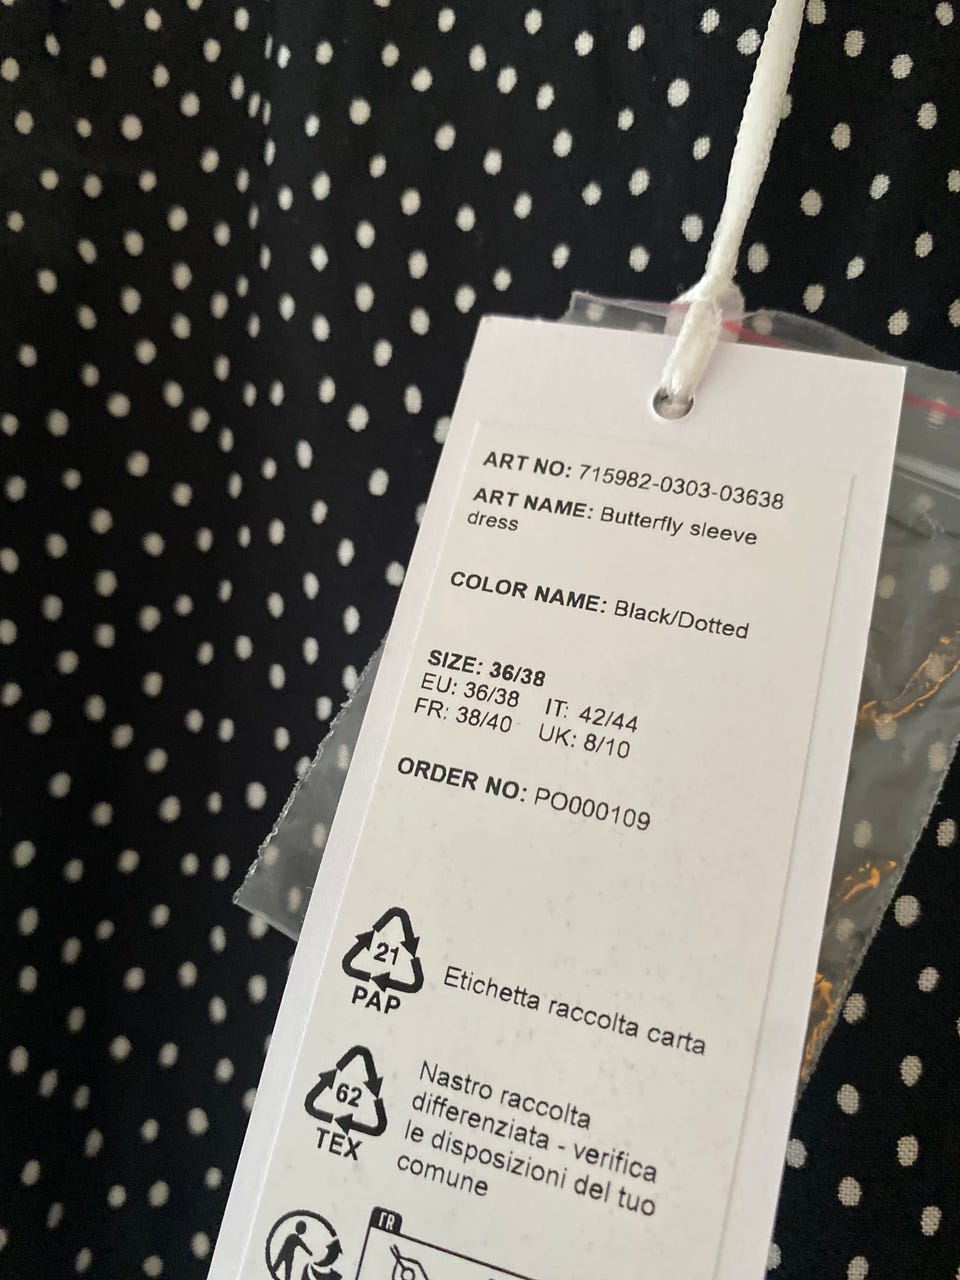 ART NO: 715982-0303-03638
ART NAME: Butterfly sleeve
dress
COLOR NAME: Black/Dotted
SIZE: 36/38
EU: 36/38 IT: 42/44
FR: 38/40 UK: 8/10
ORDER NO: PO000109
21
PAP
Etichetta raccolta carta
62
TEX
Nastro raccolta
differenziata - verifica
le disposizioni del tuo
comune
FR